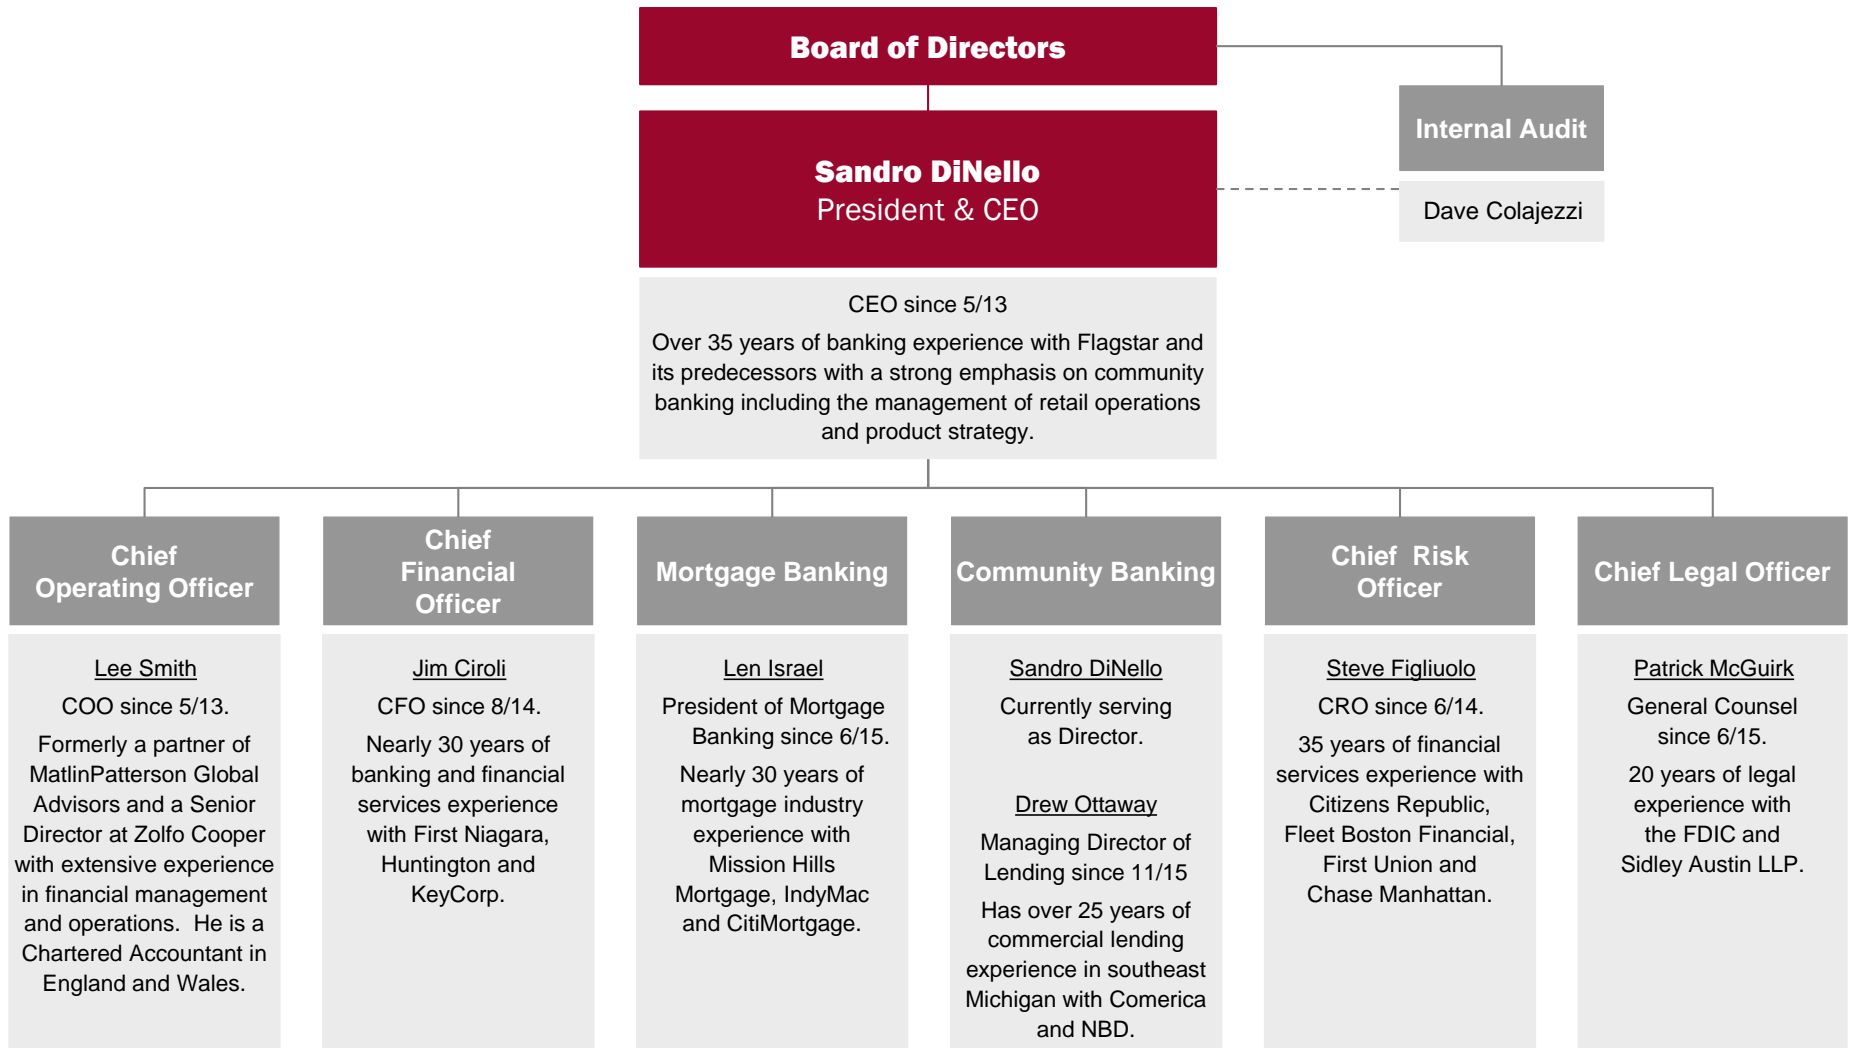 Board of Directors
Internal Audit
Dave Colajezzi
Sandro DiNello
President & CEO
CEO since 5/13
Over 35 years of banking experience with Flagstar and
its predecessors with a strong emphasis on community
banking including the management of retail operations
and product strategy.
Chief
Operating Officer
Lee Smith
COO since 5/13.
Formerly a partner of
MatlinPatterson Global
Advisors and a Senior
Director at Zolfo Cooper
with extensive experience
in financial management
and operations.  He is a
Chartered Accountant in
England and Wales.
Chief
Financial
Officer
Jim Ciroli
CFO since 8/14.
Nearly 30 years of
banking and financial
services experience
with First Niagara,
Huntington and
KeyCorp.
Mortgage Banking
Len Israel
President of Mortgage
Banking since 6/15.
Nearly 30 years of
mortgage industry
experience with
Mission Hills
Mortgage, IndyMac
and CitiMortgage.
Community Banking
Sandro DiNello
Currently serving
as Director.
Drew Ottaway
Managing Director of
Lending since 11/15
Has over 25 years of
commercial lending
experience in southeast
Michigan with Comerica
and NBD.
Chief  Risk
Officer
Steve Figliuolo
CRO since 6/14.
35 years of financial
services experience with
Citizens Republic,
Fleet Boston Financial,
First Union and
Chase Manhattan.
Chief Legal Officer
Patrick McGuirk
General Counsel
since 6/15.
20 years of legal
experience with
the FDIC and
Sidley Austin LLP.